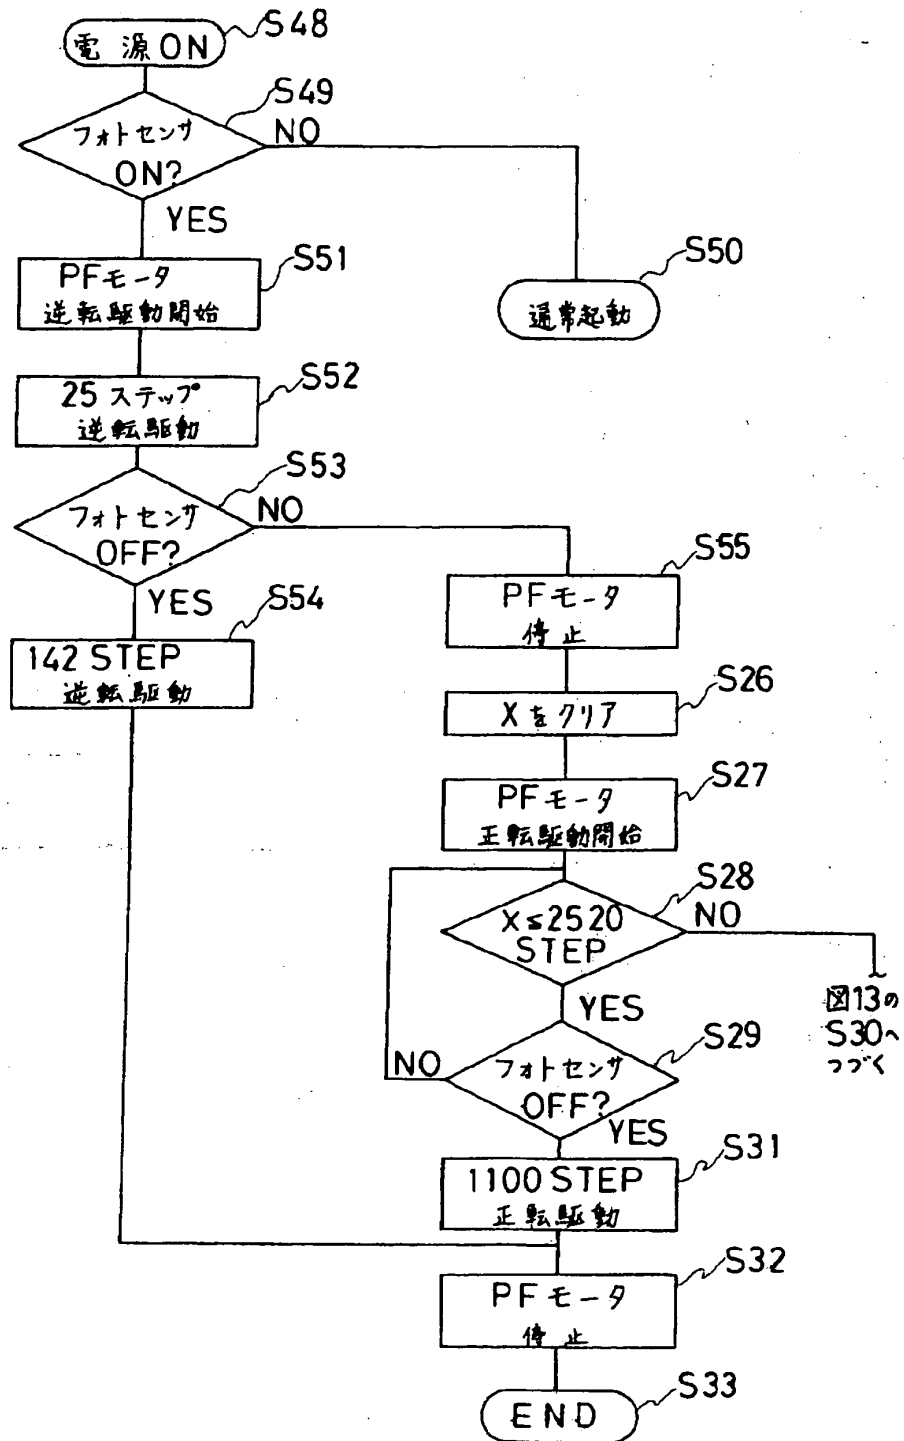 電源ON
S48
S49
フォトセンサ
ON?
NO
YES
S51
PFモータ
逆転駆動開始
S50
通常起動
S52
25ステップ
逆転駆動
S53
フォトセンサ
OFF?
NO
YES
S54
142 STEP
逆転駆動
S55
PFモータ
停止
S26
Xをクリア
S27
PFモータ
正転駆動開始
S28
X≦2520
STEP
NO
図13の
S30へ
つづく
YES
S29
フォトセンサ
OFF?
NO
YES
S31
1100 STEP
正転駆動
S32
PFモータ
停止
S33
END